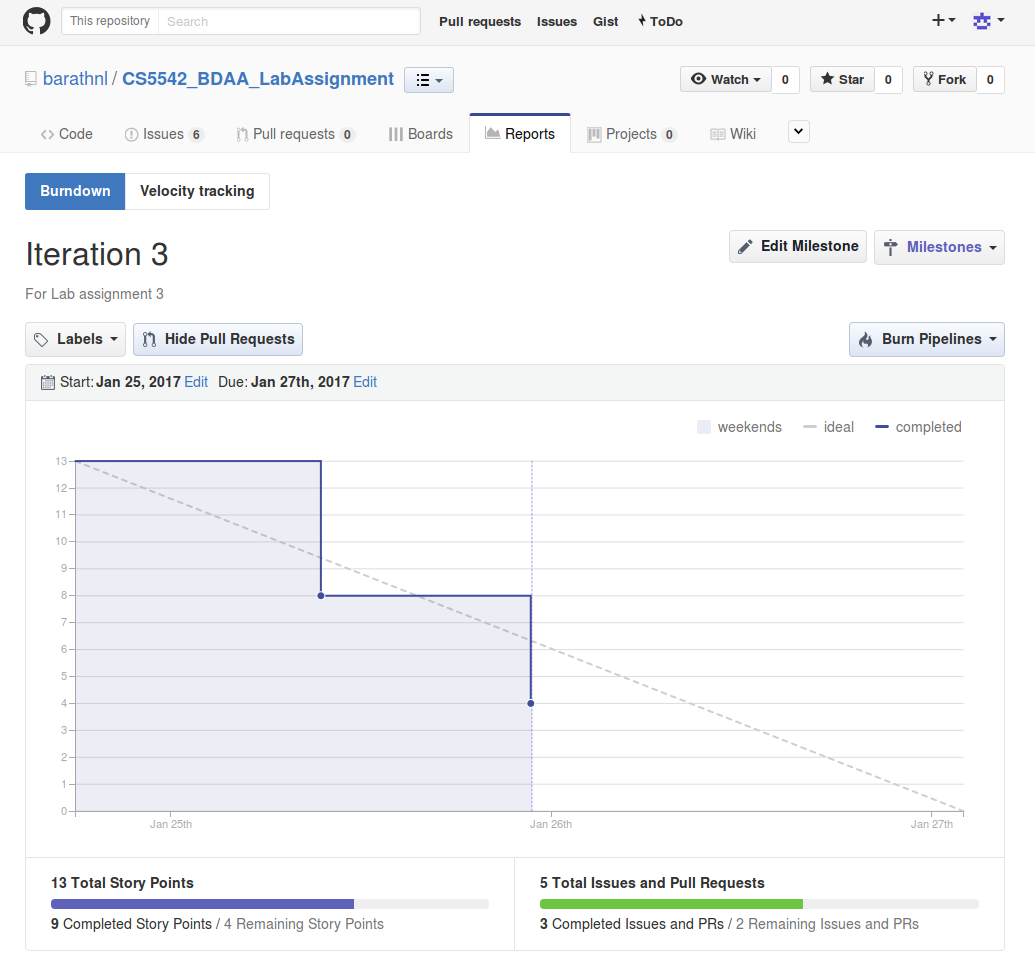 This repository Search Pull requests Issues Gist ToDo
barathnl / CS5542_BDAA_LabAssignment Watch 0 Star 0 Fork 0
Code Issues 6 Pull requests 0 Boards Reports Projects 0 Wiki
Burndown Velocity tracking
Iteration 3 Edit Milestone Milestones
For Lab assignment 3
Labels Hide Pull Requests Burn Pipelines
Start: Jan 25, 2017 Edit Due: Jan 27th, 2017 Edit
weekends ideal completed
13
12
11
10
9
8
7
6
5
4
3
2
1
0
Jan 25th Jan 26th Jan 27th
13 Total Story Points
9 Completed Story Points / 4 Remaining Story Points
5 Total Issues and Pull Requests
3 Completed Issues and PRs / 2 Remaining Issues and PRs